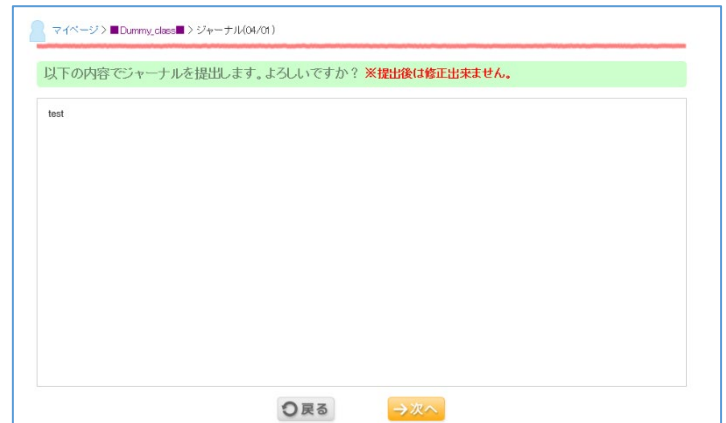 マイページ > ■Dummy_class■ > ジャーナル(04/01)
以下の内容でジャーナルを提出します。よろしいですか？ ※提出後は修正出来ません。
test
戻る
次へ